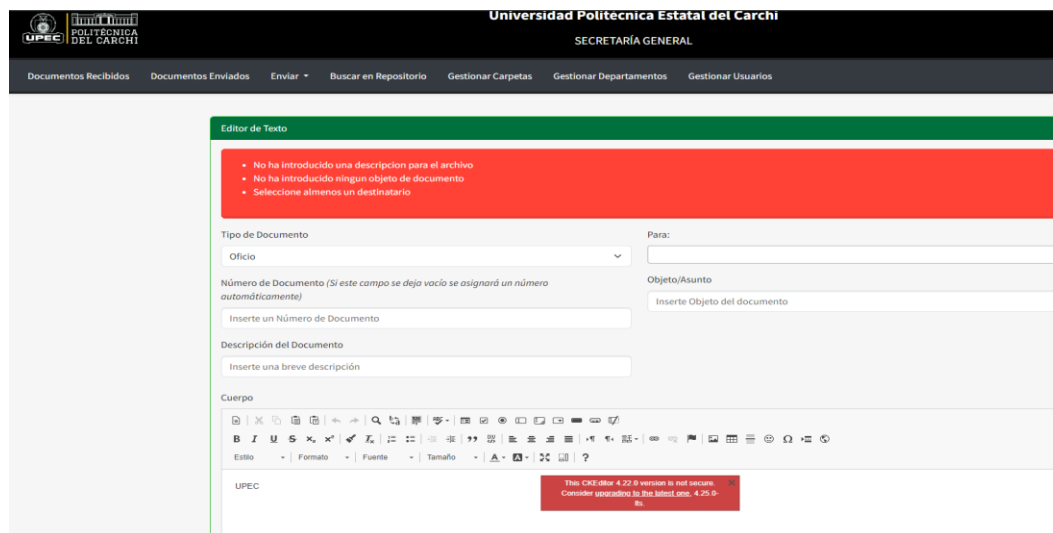 Universidad Politécnica Estatal del Carchi
UPEC
POLITÉCNICA
DEL CARCHI
SECRETARÍA GENERAL
Documentos Recibidos Documentos Enviados Enviar Buscar en Repositorio Gestionar Carpetas Gestionar Departamentos Gestionar Usuarios
Editor de Texto
• No ha introducido una descripcion para el archivo
• No ha introducido ningun objeto de documento
• Seleccione almenos un destinatario
Tipo de Documento
Oficio
Para:
Número de Documento (Si este campo se deja vacío se asignará un número
automáticamente)
Inserte un Número de Documento
Objeto/Asunto
Inserte Objeto del documento
Descripción del Documento
Inserte una breve descripción
Cuerpo
Estilo Formato Fuente Tamaño
UPEC
This CKEditor 4.22.0 version is not secure.
Consider upgrading to the latest one, 4.25.0-
lts.